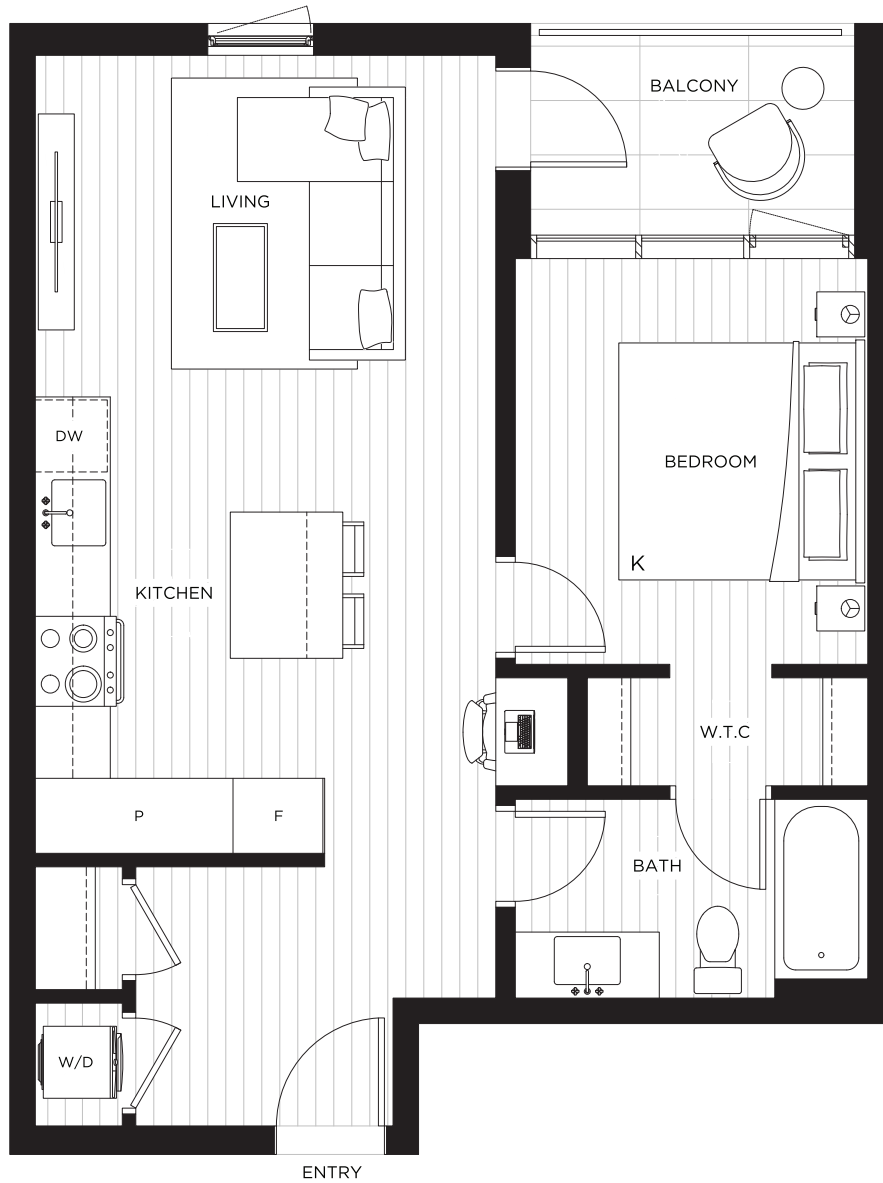 BALCONY
LIVING
DW
BEDROOM
K
KITCHEN
W.T.C
P
F
BATH
W/D
ENTRY